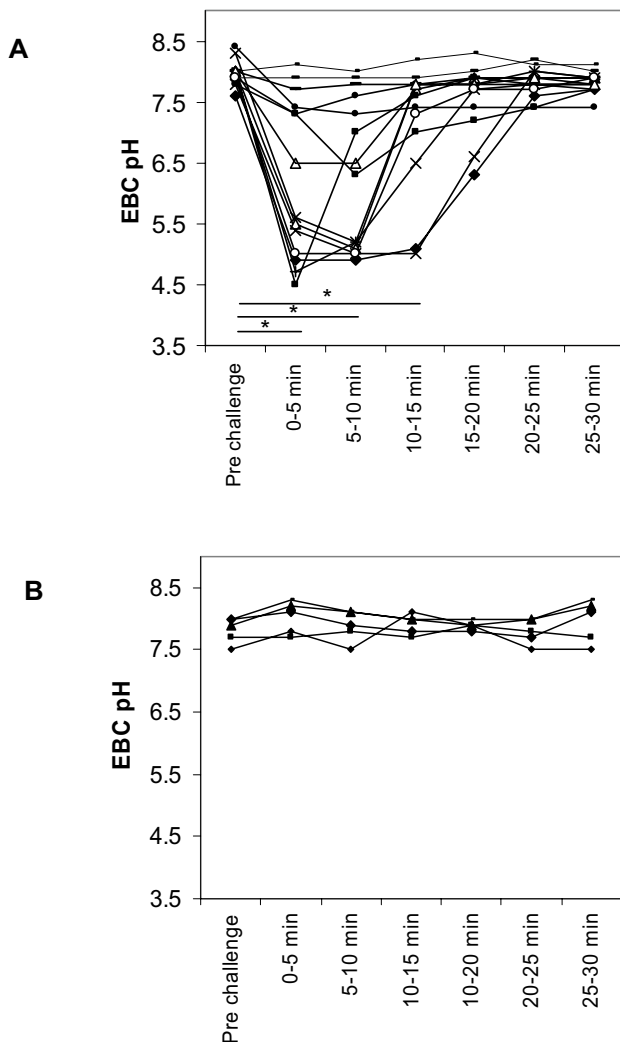 A
EBC pH
8.5
7.5
6.5
5.5
4.5
3.5
*
*
*
Pre challenge
0-5 min
5-10 min
10-15 min
15-20 min
20-25 min
25-30 min
B
EBC pH
8.5
7.5
6.5
5.5
4.5
3.5
Pre challenge
0-5 min
5-10 min
10-15 min
10-20 min
20-25 min
25-30 min